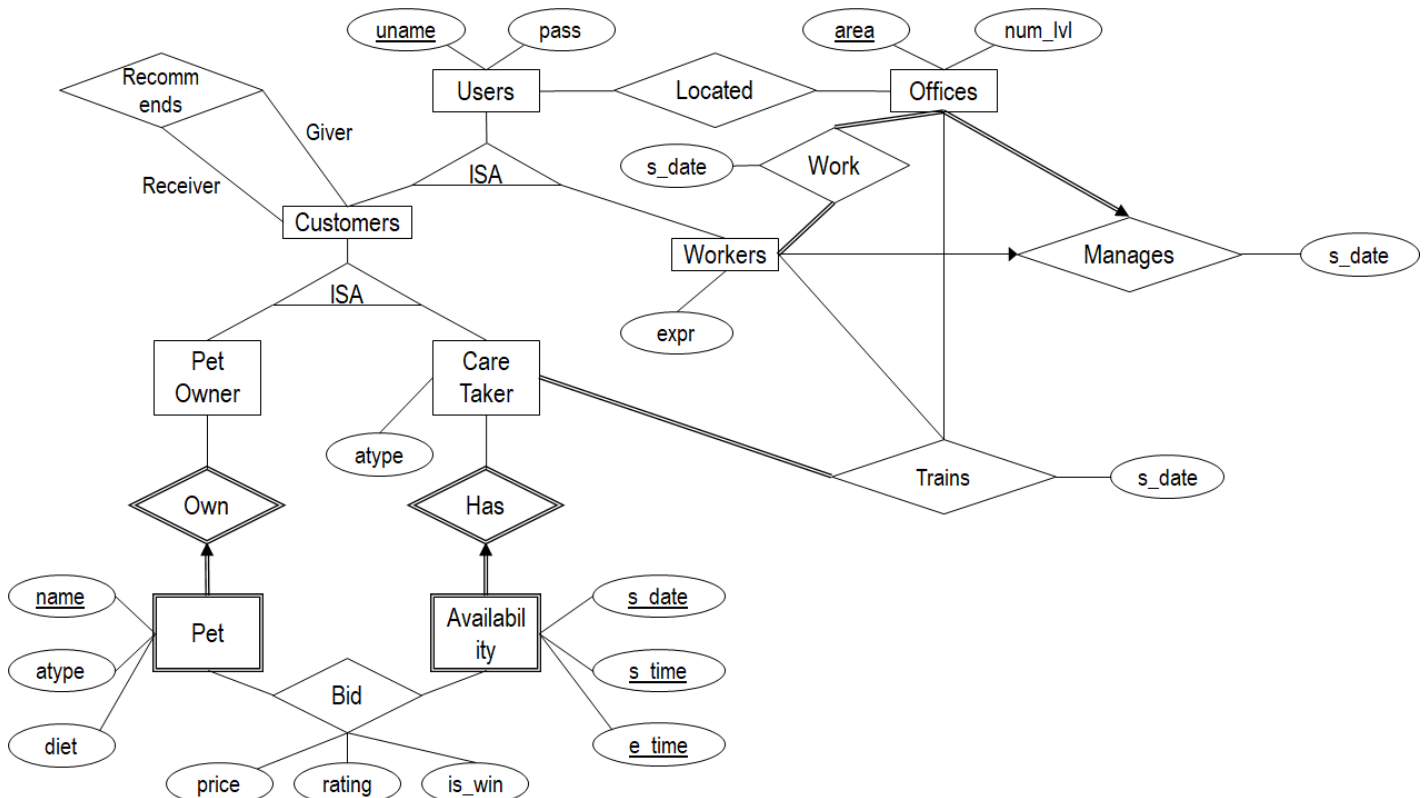 uname
pass
area
num_lvl
Recomm
ends
Users
Located
Offices
Giver
s_date
Work
Receiver
ISA
Customers
Workers
Manages
s_date
ISA
expr
Pet
Owner
Care
Taker
atype
Trains
s_date
Own
Has
name
s_date
Pet
Availabil
ity
atype
s_time
Bid
diet
e_time
price
rating
is_win